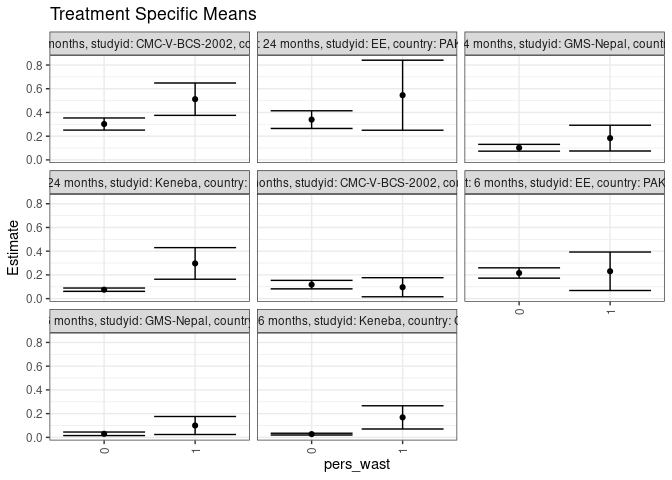 Treatment Specific Means
months, studyid: CMC-V-BCS-2002, co
: 24 months, studyid: EE, country: PAK
4 months, GMS-Nepal, count
0.8
0.6
0.4
0.2
0.0
24 months, studyid: Keneba, country:
onths, studyid: CMC-V-BCS-2002, cou
t: 6 months, studyid: EE, country: PAK
0.8
0.6
0.4
0.2
0.0
0
1
months, studyid: GMS-Nepal, country
6 months, studyid: Keneba, country: G
0.8
0.6
0.4
0.2
0.0
0
1
0
1
Estimate
pers_wast